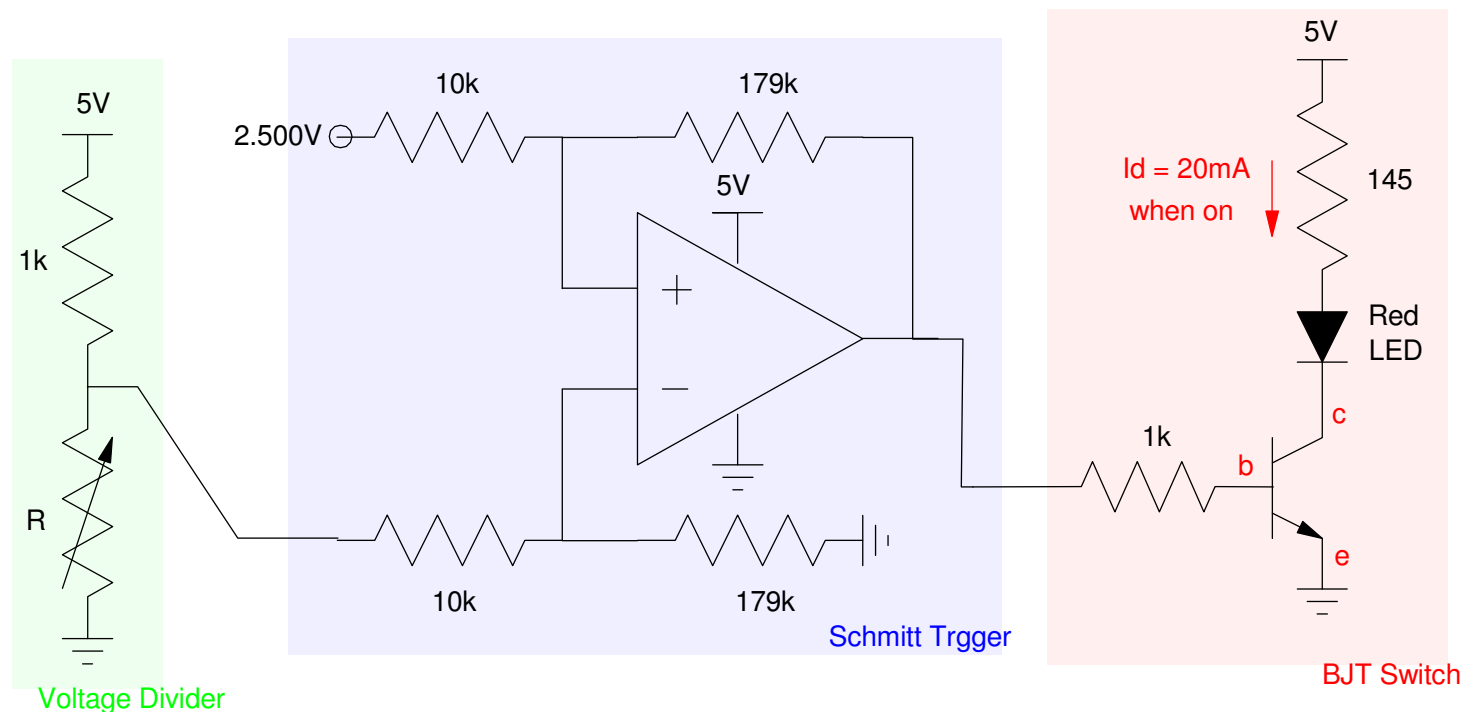 5V
1k
R
Voltage Divider
2.500V
10k
179k
5V
+
−
10k
179k
Schmitt Trgger
5V
Id = 20mA
when on
145
Red
LED
c
1k
b
e
BJT Switch